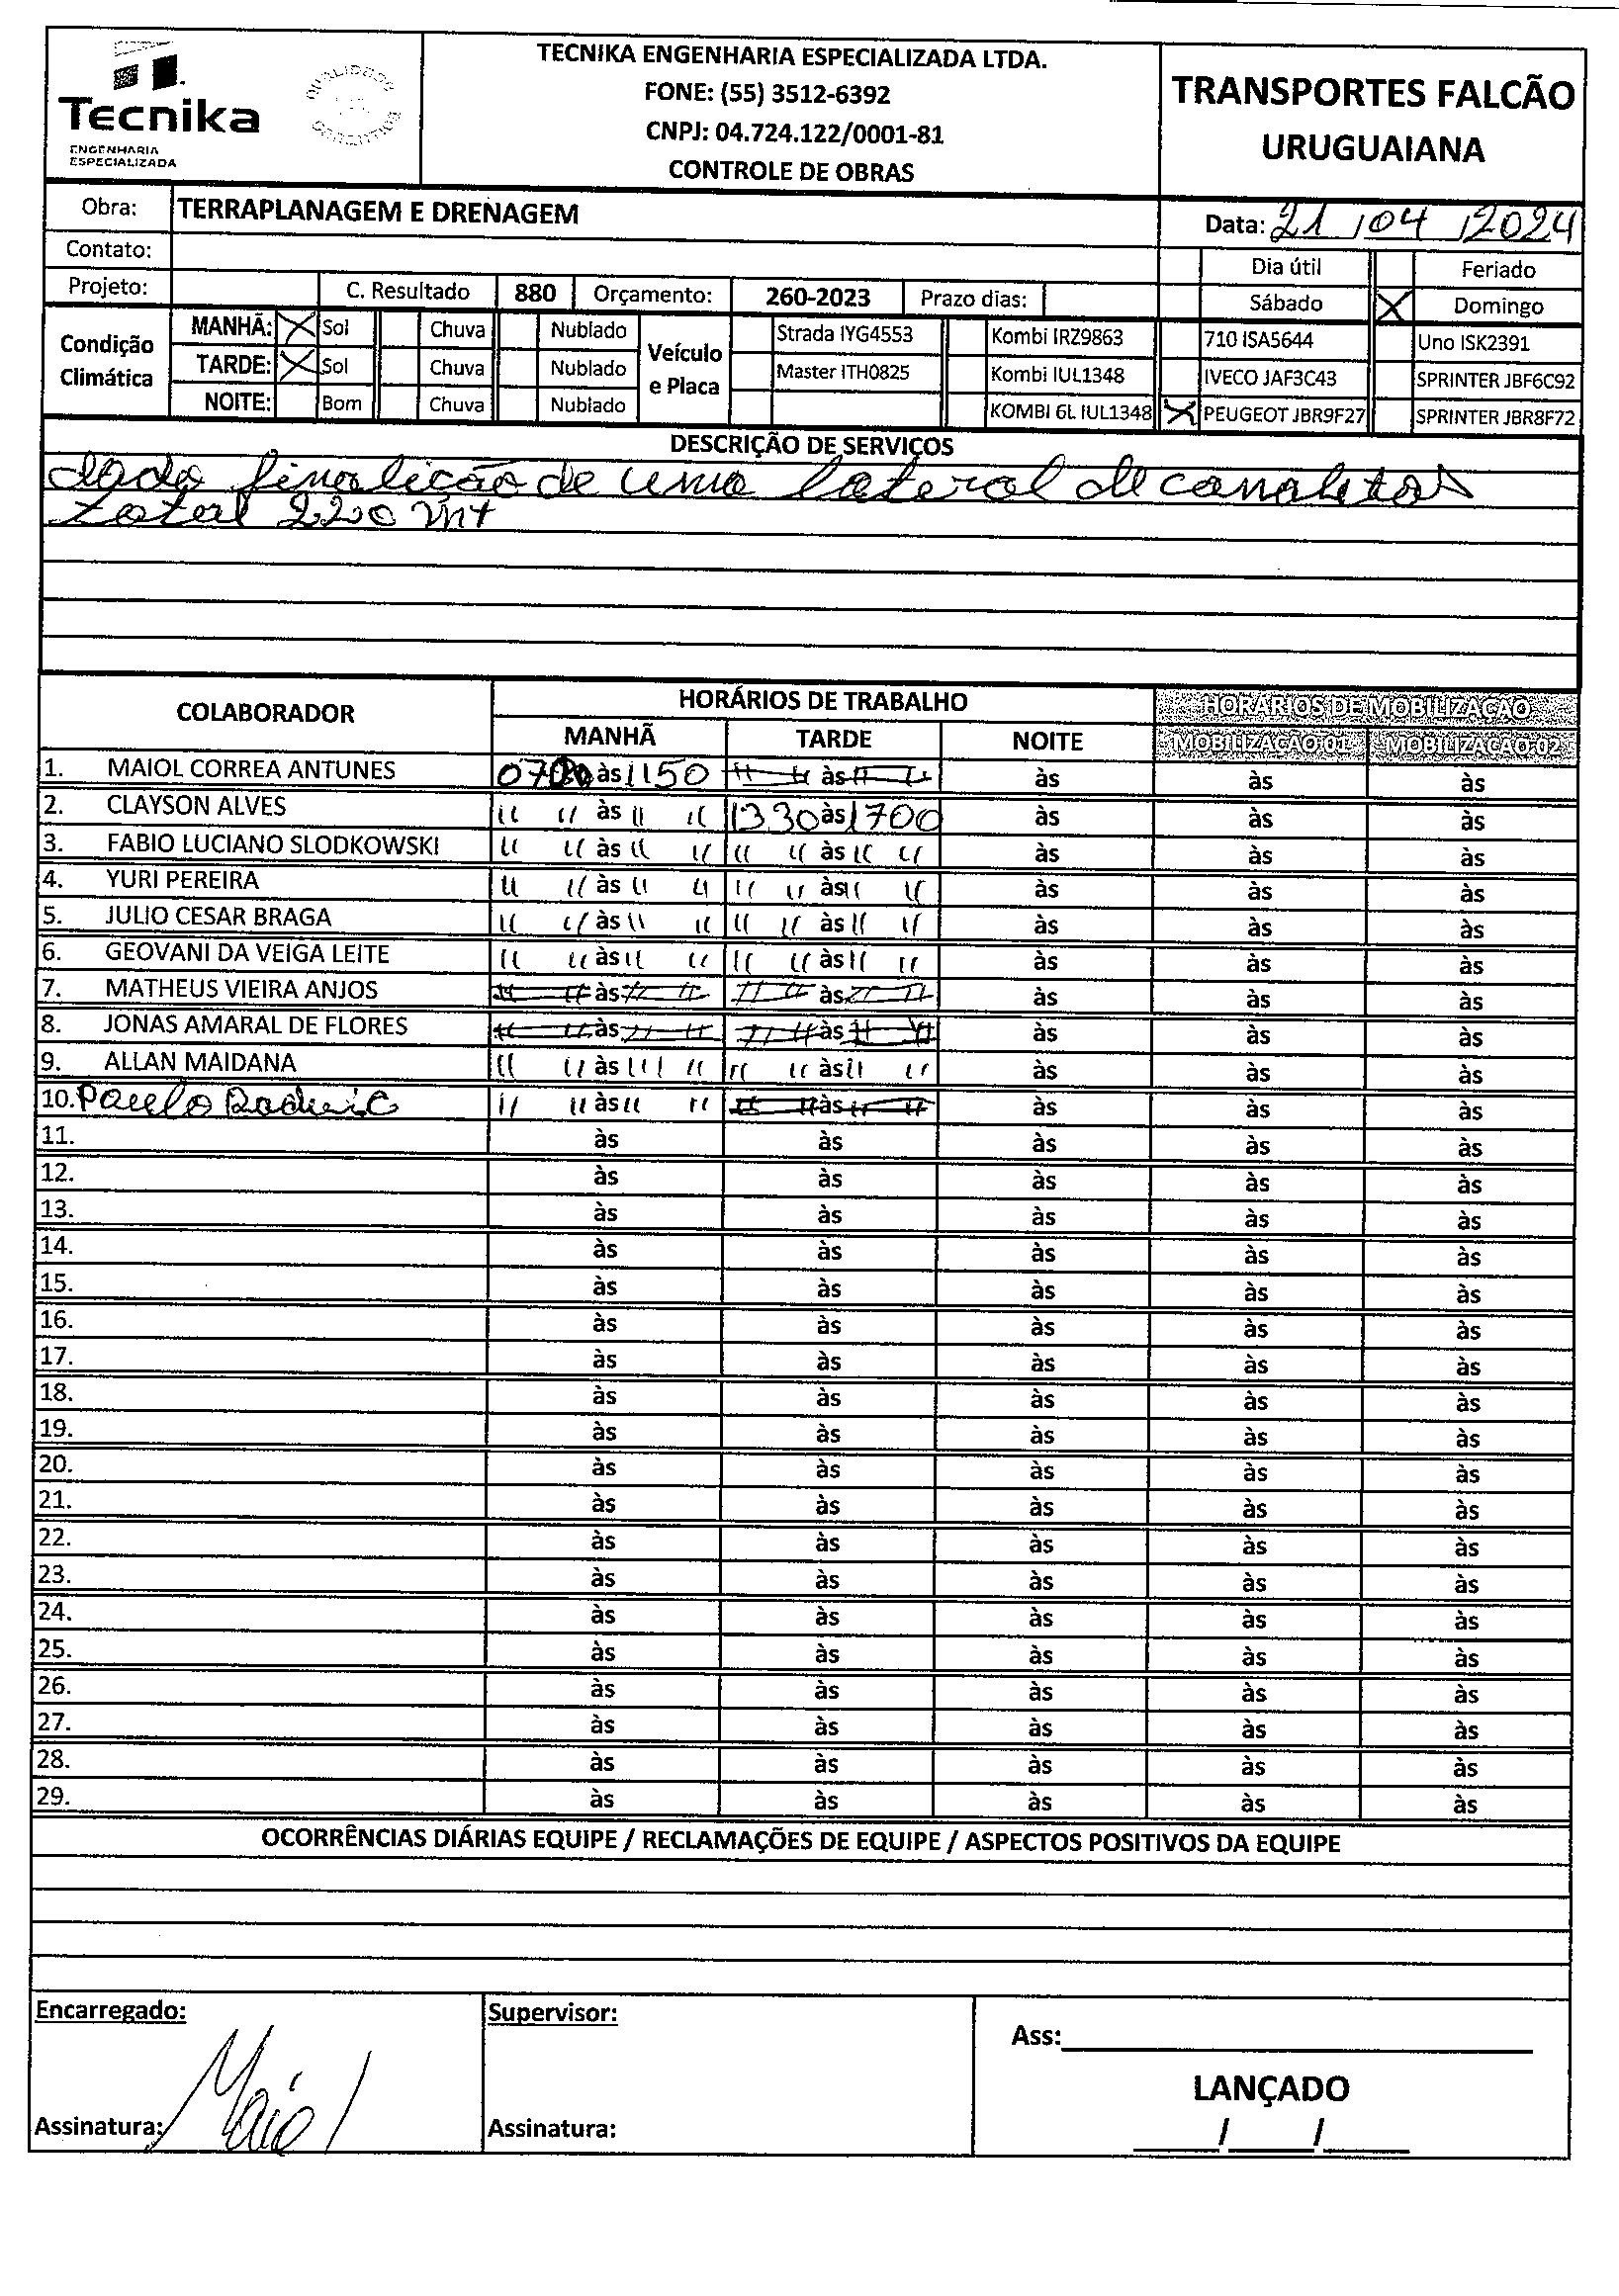 Tecnika
ENGENHARIA
ESPECIALIZADA
TECNIKA ENGENHARIA ESPECIALIZADA LTDA.
FONE: (55) 3512-6392
CNPJ: 04.724.122/0001-81
CONTROLE DE OBRAS
TRANSPORTES FALCÃO
URUGUAIANA
Obra: TERRAPLANAGEM E DRENAGEM
Data: 21/04/2024
Contato:
Dia útil Feriado
Projeto: C. Resultado 880 Orçamento: 260-2023 Prazo dias:
Sábado X Domingo
Condição Climática
MANHÃ: X Sol Chuva Nublado
TARDE: X Sol Chuva Nublado
NOITE: Bom Chuva Nublado
Veículo e Placa
Strada IYG4553 Kombi IRZ9863 710 ISA5644 Uno ISK2391
Master ITH0825 Kombi IUL1348 IVECO JAF3C43 SPRINTER JBF6C92
KOMBI 6L IUL1348 X PEUGEOT JBR9F27 SPRINTER JBR8F72
DESCRIÇÃO DE SERVIÇOS
finalição de uma lateral de canaletas
total 220 mt
COLABORADOR HORÁRIOS DE TRABALHO HORÁRIOS DE MOBILIZAÇÃO
MANHÃ TARDE NOITE MOBILIZAÇÃO 01 MOBILIZAÇÃO 02
1. MAIOL CORREA ANTUNES 0700 às 1150 " " às " " às às às
2. CLAYSON ALVES " " às " " 1330 às 1700 às às às
3. FABIO LUCIANO SLODKOWSKI " " às " " " " às " " às às às
4. YURI PEREIRA " " às " " " " às " " às às às
5. JULIO CESAR BRAGA " " às " " " " às " " às às às
6. GEOVANI DA VEIGA LEITE " " às " " " " às " " às às às
7. MATHEUS VIEIRA ANJOS " " às " " " " às " " às às às
8. JONAS AMARAL DE FLORES " " às " " " " às " " às às às
9. ALLAN MAIDANA " " às " " " " às " " às às às
10. Paulo " " às " " " " às " " às às às
11. às às às às às
12. às às às às às
13. às às às às às
14. às às às às às
15. às às às às às
16. às às às às às
17. às às às às às
18. às às às às às
19. às às às às às
20. às às às às às
21. às às às às às
22. às às às às às
23. às às às às às
24. às às às às às
25. às às às às às
26. às às às às às
27. às às às às às
2828às às às às às
29. às às às às às
OCORRÊNCIAS DIÁRIAS EQUIPE / RECLAMAÇÕES DE EQUIPE / ASPECTOS POSITIVOS DA EQUIPE
Encarregado:
Assinatura: Maiol
Supervisor:
Assinatura:
Ass:
LANÇADO
/ /